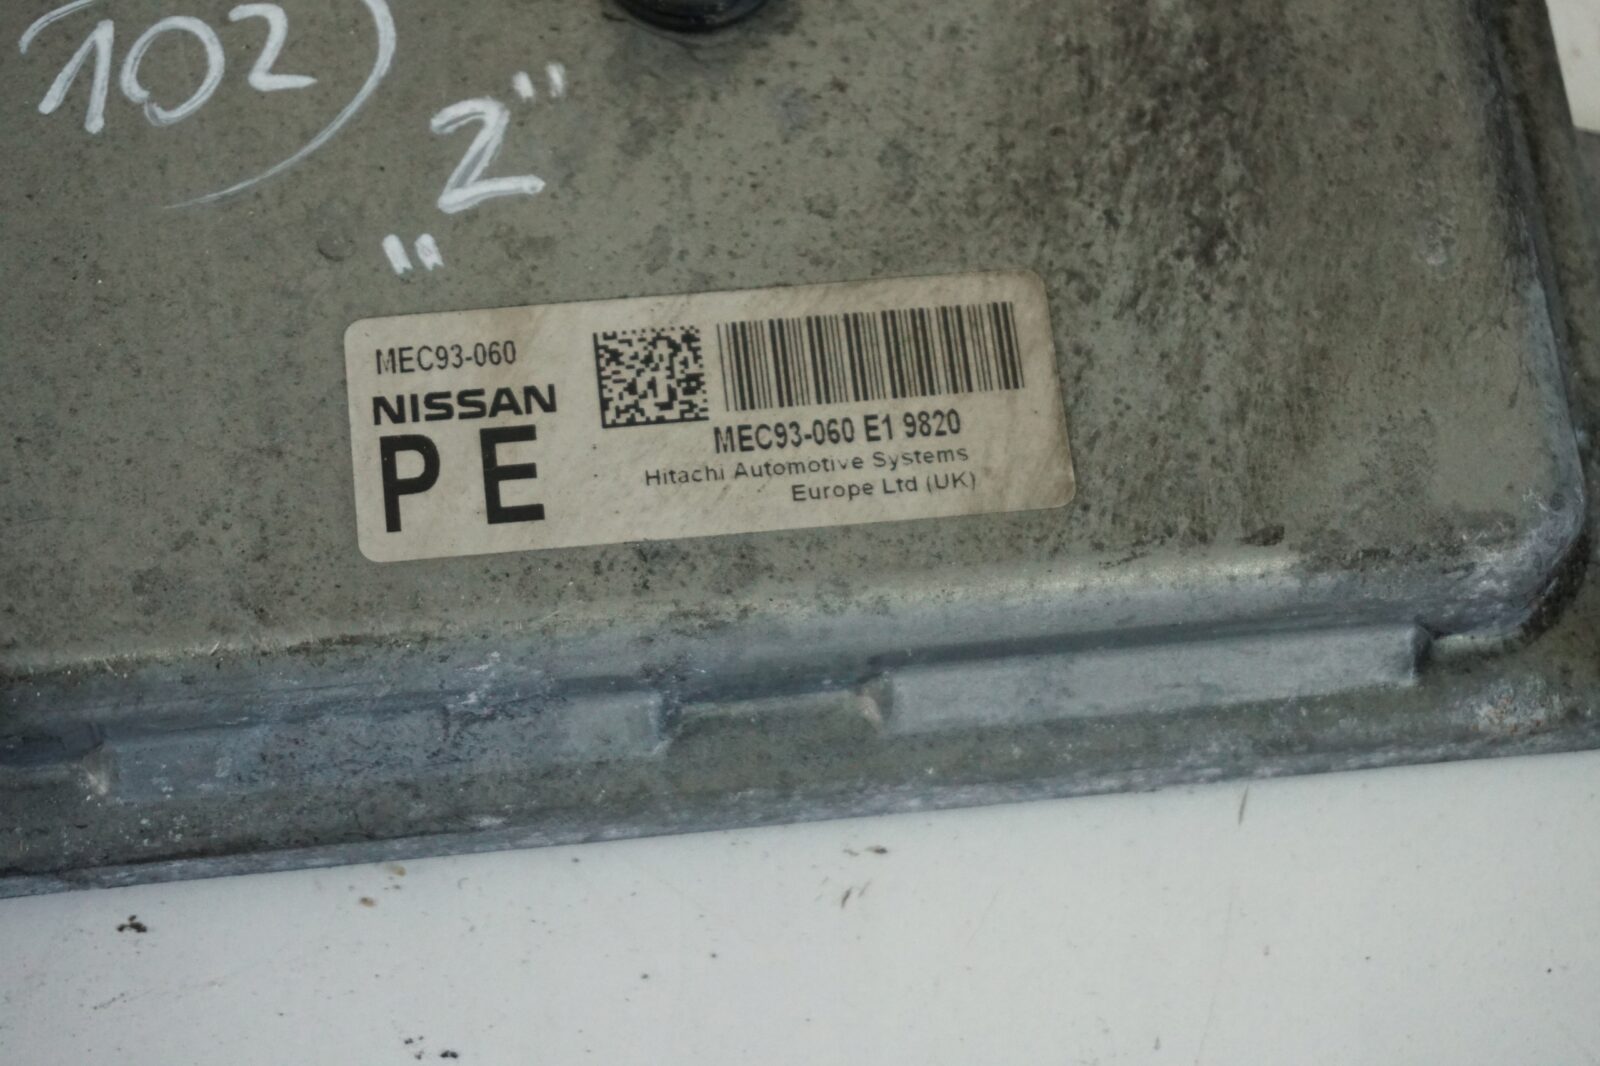 102
"2"
MEC93-060
NISSAN
PE
MEC93-060 E1 9820
Hitachi Automotive Systems
Europe Ltd (UK)